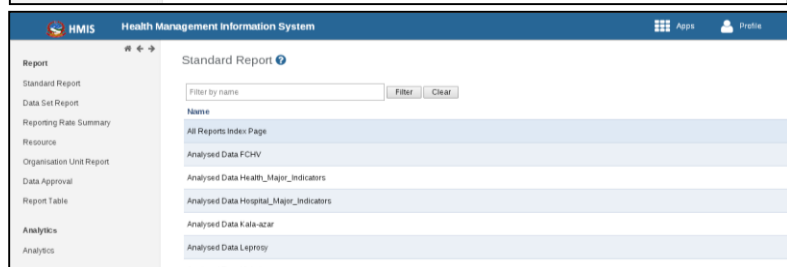 HMIS
Health Management Information System
Apps
Profile
Report
Standard Report
Data Set Report
Reporting Rate Summary
Resource
Organisation Unit Report
Data Approval
Report Table
Analytics
Analytics
Standard Report
Filter by name
Filter
Clear
Name
All Reports Index Page
Analysed Data FCHV
Analysed Data Health_Major_Indicators
Analysed Data Hospital_Major_Indicators
Analysed Data Kala-azar
Analysed Data Leprosy